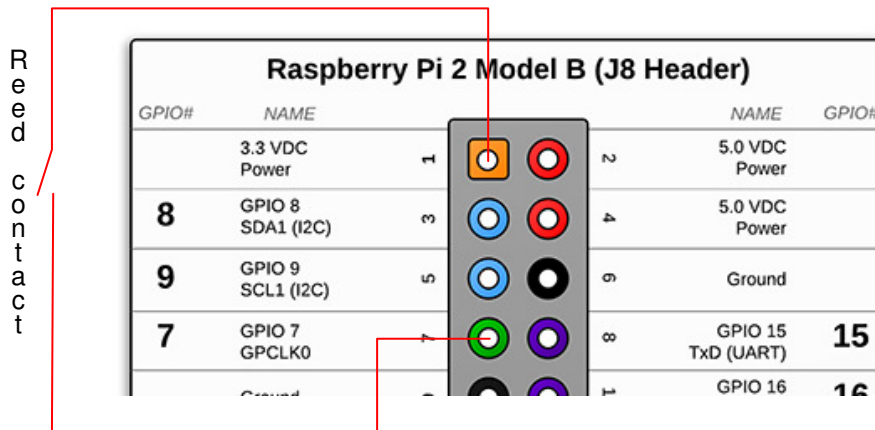 Reed contact
Raspberry Pi 2 Model B (J8 Header)
GPIO# NAME NAME GPIO#
3.3 VDC
Power
1
2
5.0 VDC
Power
8
GPIO 8
SDA1 (I2C)
3
4
5.0 VDC
Power
9
GPIO 9
SCL1 (I2C)
5
6
Ground
7
GPIO 7
GPCLK0
7
8
GPIO 15
TxD (UART)
15
GPIO 16
16